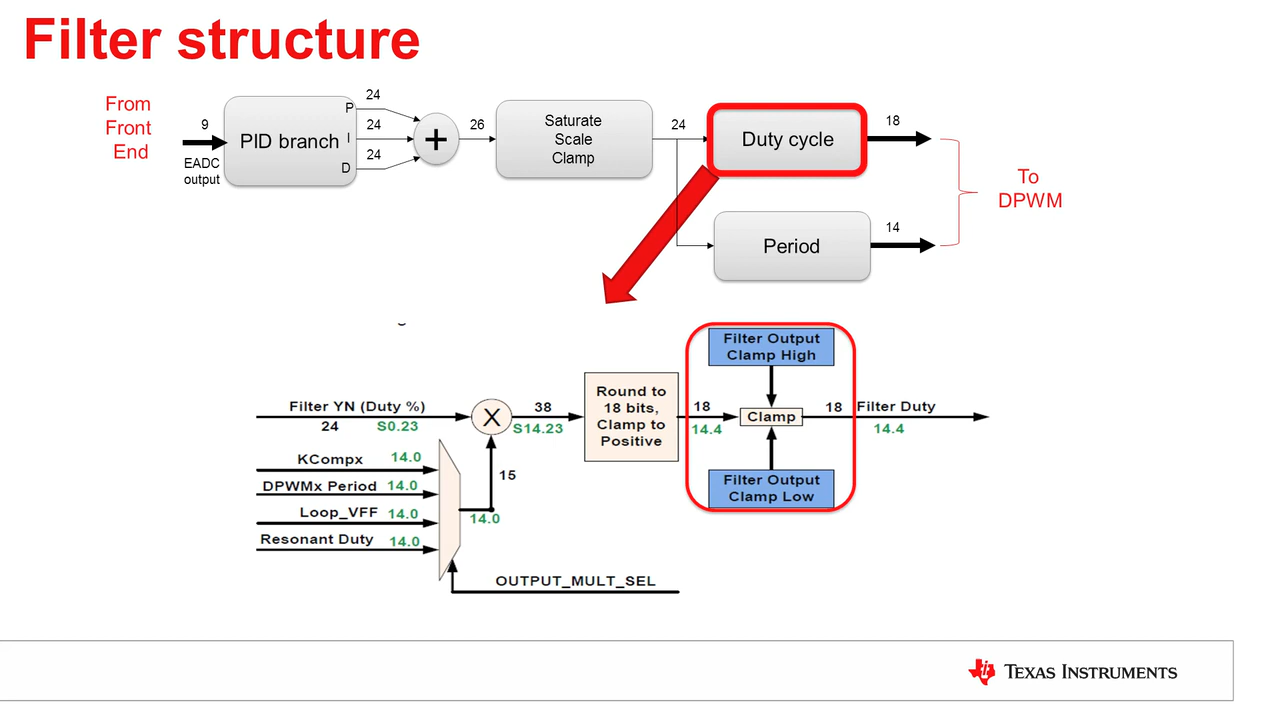 Filter structure
From
Front
End
9
EADC
output
PID branch
P
I
D
24
24
24
+
26
Saturate
Scale
Clamp
24
Duty cycle
18
Period
14
To
DPWM
Filter YN (Duty %)
24 S0.23
KCompx 14.0
DPWMx Period 14.0
Loop_VFF 14.0
Resonant Duty 14.0
14.0
15
X
38
S14.23
OUTPUT_MULT_SEL
Round to
18 bits,
Clamp to
Positive
18
14.4
Filter Output
Clamp High
Clamp
Filter Output
Clamp Low
18
Filter Duty
14.4
TEXAS INSTRUMENTS